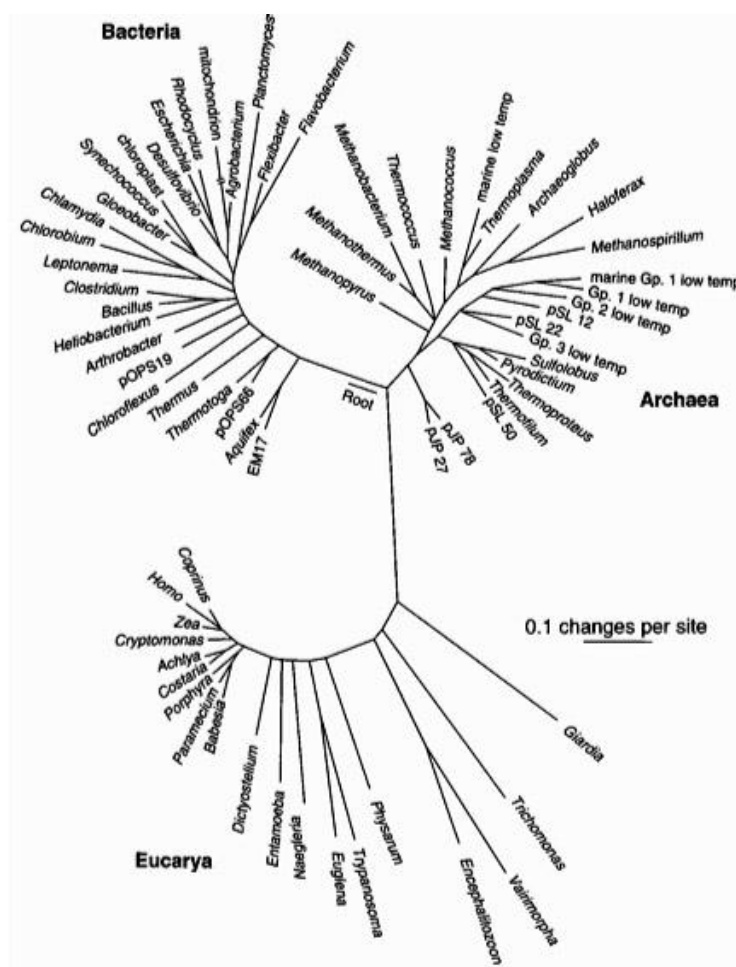 Bacteria
Flavobacterium
Flexibacter
Planctomyces
Agrobacterium
mitochondrion
Rhodocyclus
Escherichia
Desulfovibrio
chloroplast
Synechococcus
Gloeobacter
Chlamydia
Chlorobium
Leptonema
Clostridium
Bacillus
Heliobacterium
Arthrobacter
pOPS19
Chloroflexus
Thermus
Thermotoga
pOPS66
Aquifex
EM17
Root
Methanopyrus
Methanothermus
Methanobacterium
Thermococcus
Methanococcus
marine low temp
Thermoplasma
Archaeoglobus
Haloferax
Methanospirillum
marine Gp. 1 low temp
Gp. 1 low temp
Gp. 2 low temp
pSL 12
pSL 22
Gp. 3 low temp
Sulfolobus
Pyrodictium
Thermoproteus
Thermofilum
pSL 50
pJP 78
pJP 27
Archaea
0.1 changes per site
Coprinus
Homo
Zea
Cryptomonas
Achlya
Costaria
Porphyra
Paramecium
Babesia
Dictyostelium
Entamoeba
Naegleria
Euglena
Trypanosoma
Physarum
Encephalitozoon
Vairimorpha
Trichomonas
Giardia
Eucarya